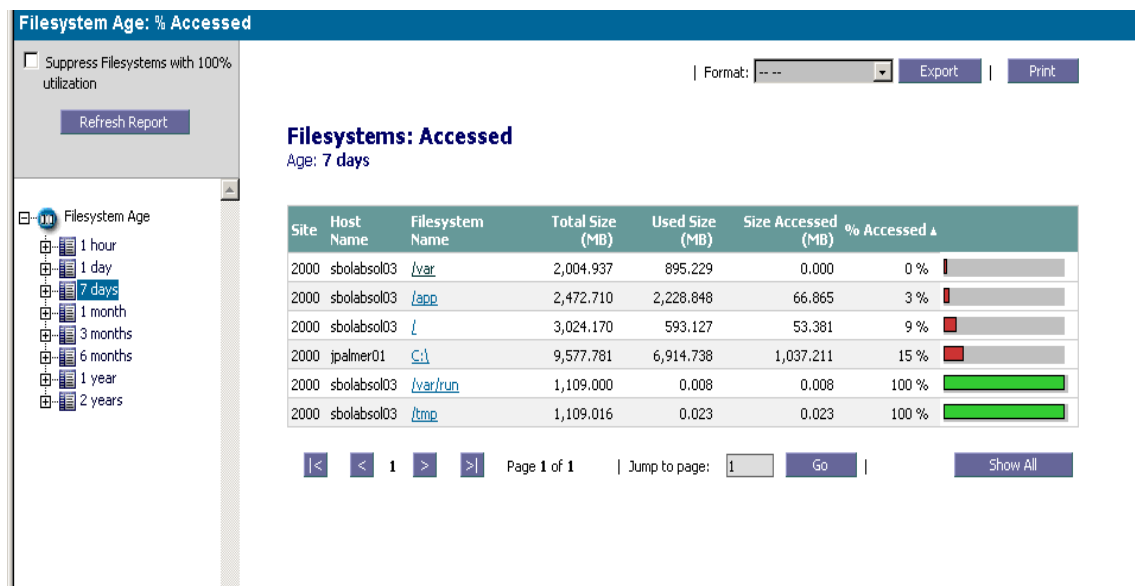 Filesystem Age: % Accessed
Suppress Filesystems with 100%
utilization
Refresh Report
| Format: -- --
Export
|
Print
Filesystems: Accessed
Age: 7 days
Filesystem Age
1 hour
1 day
7 days
1 month
3 months
6 months
1 year
2 years
Site Host Name Filesystem Name Total Size (MB) Used Size (MB) Size Accessed (MB) % Accessed
2000 sbolabsol03 /var 2,004.937 895.229 0.000 0 %
2000 sbolabsol03 /app 2,472.710 2,228.848 66.865 3 %
2000 sbolabsol03 / 3,024.170 593.127 53.381 9 %
2000 jpalmer01 C:\ 9,577.781 6,914.738 1,037.211 15 %
2000 sbolabsol03 /var/run 1,109.000 0.008 0.008 100 %
2000 sbolabsol03 /tmp 1,109.016 0.023 0.023 100 %
|< < 1 > >| Page 1 of 1 | Jump to page: 1 Go | Show All